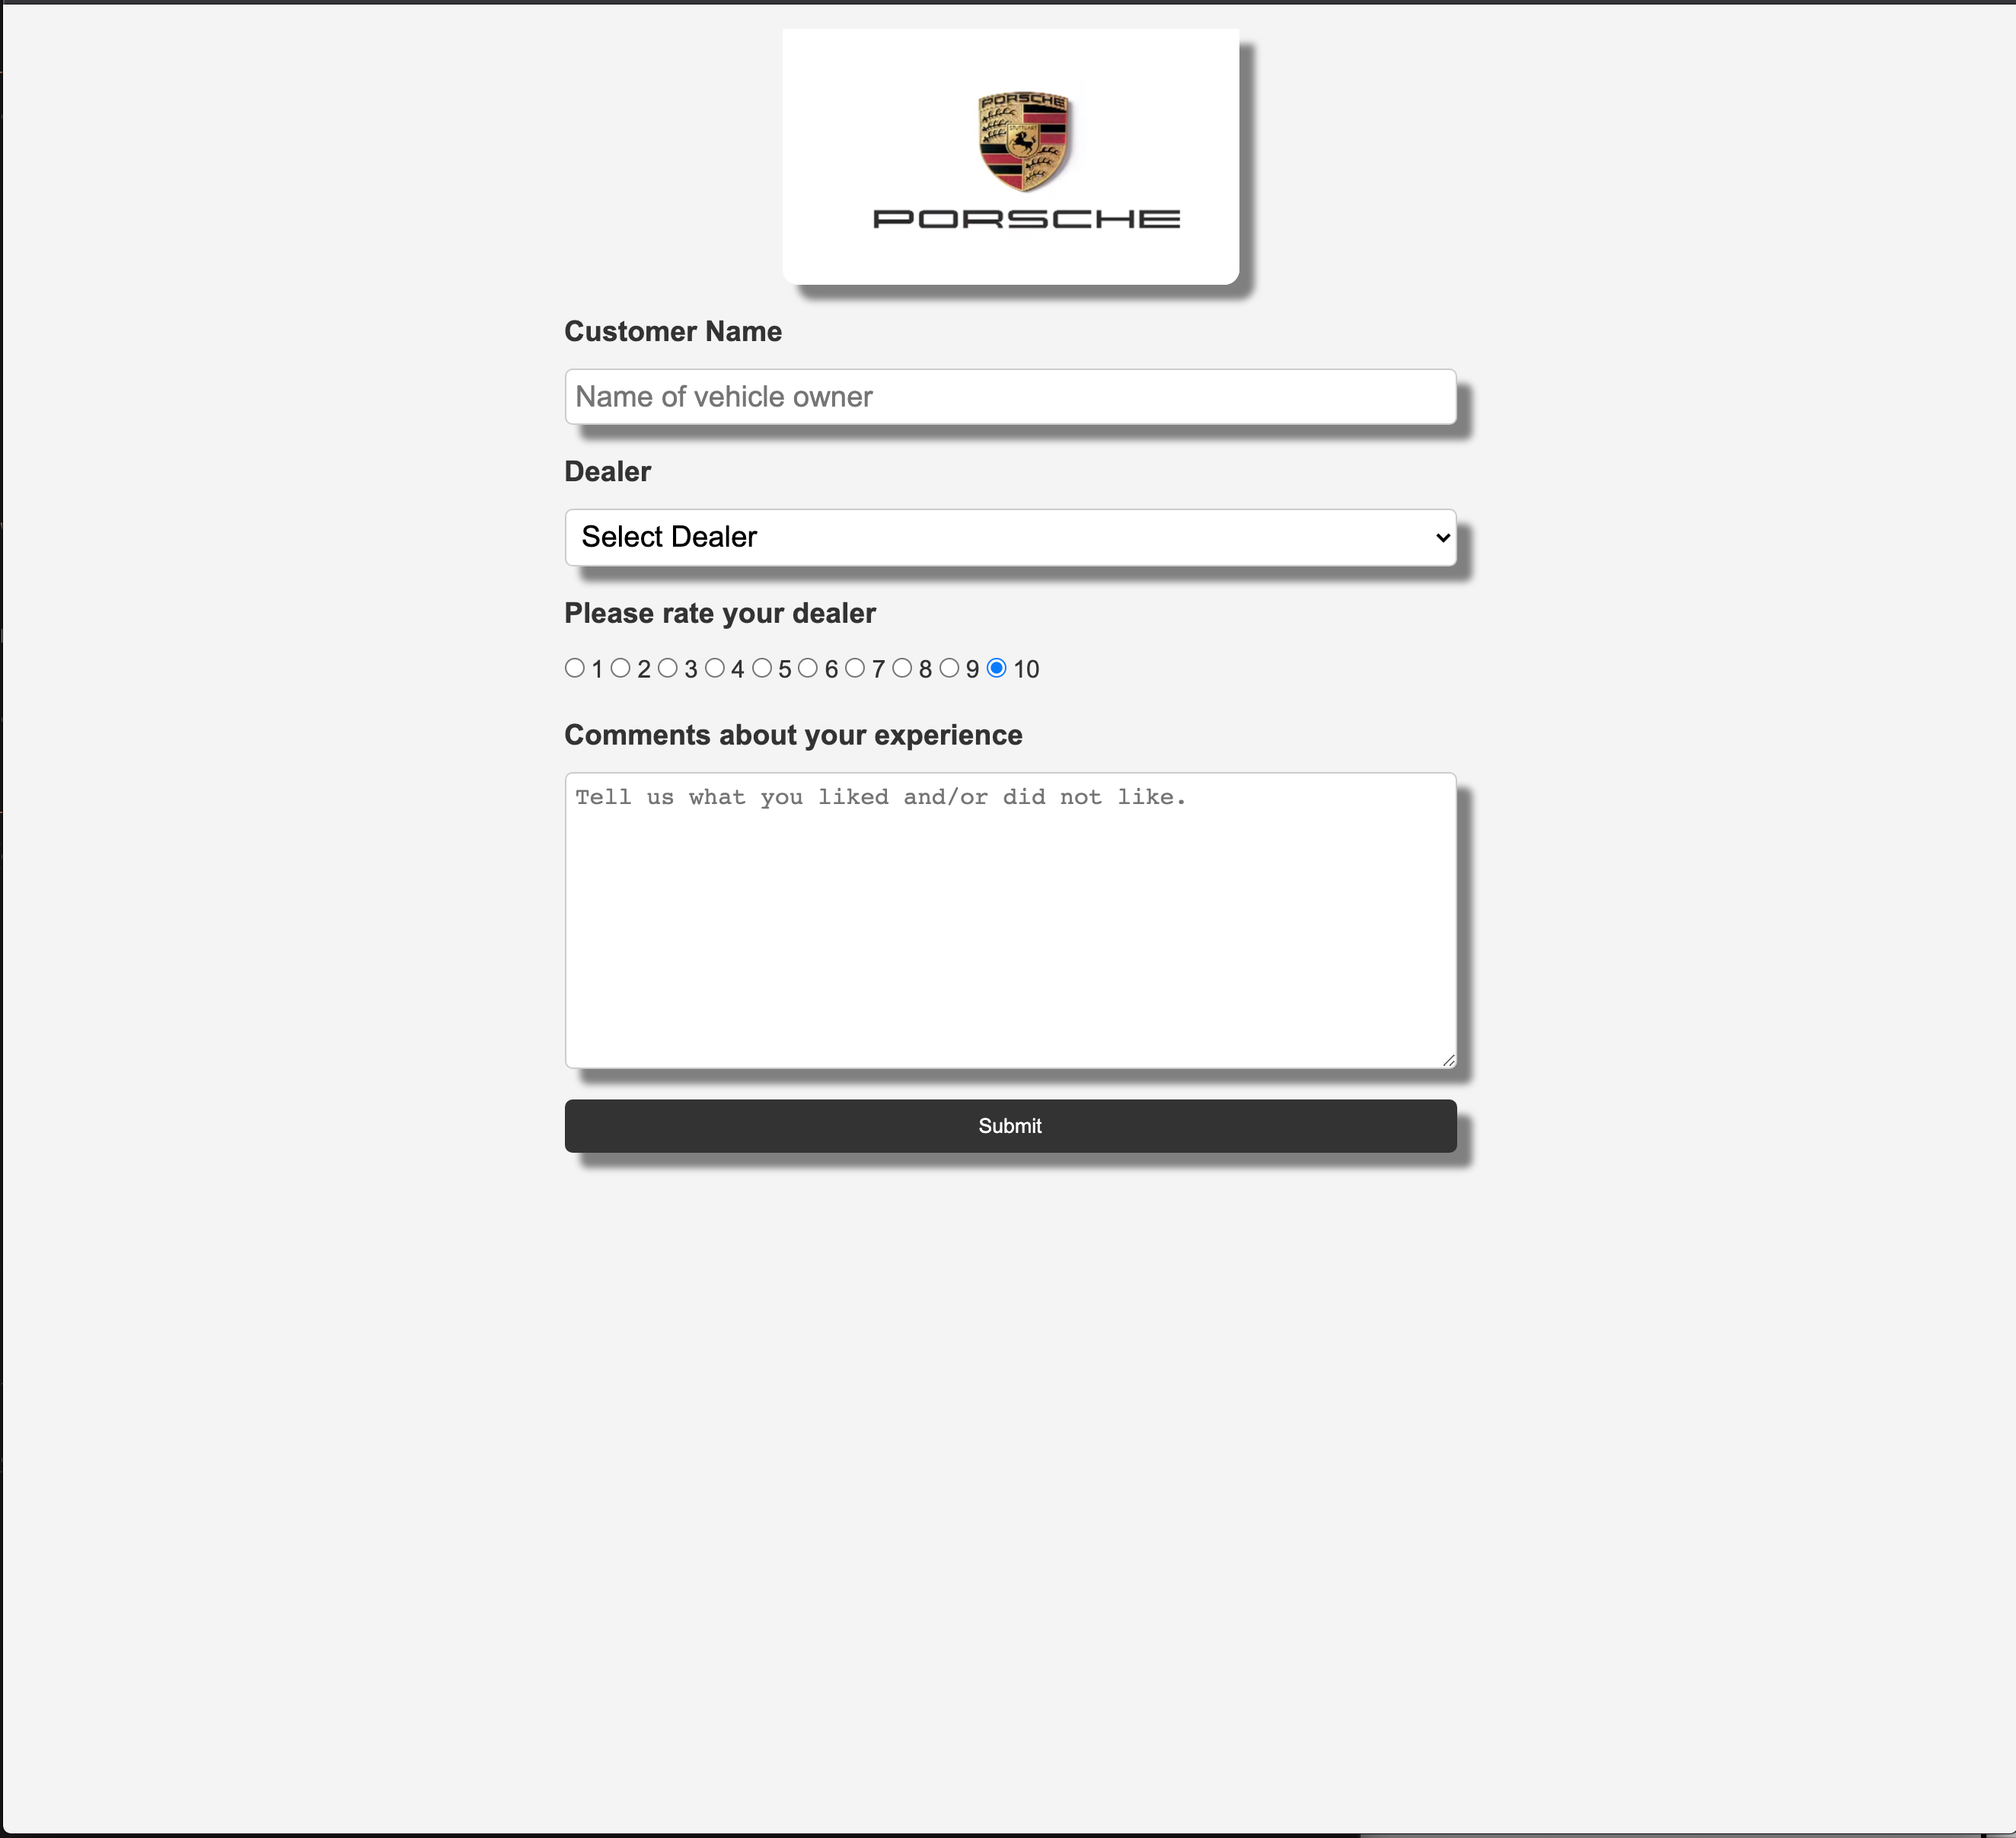 PORSCHE
STUTTGART
PORSCHE
Customer Name
Name of vehicle owner
Dealer
Select Dealer
Please rate your dealer
1 2 3 4 5 6 7 8 9 10
Comments about your experience
Tell us what you liked and/or did not like.
Submit